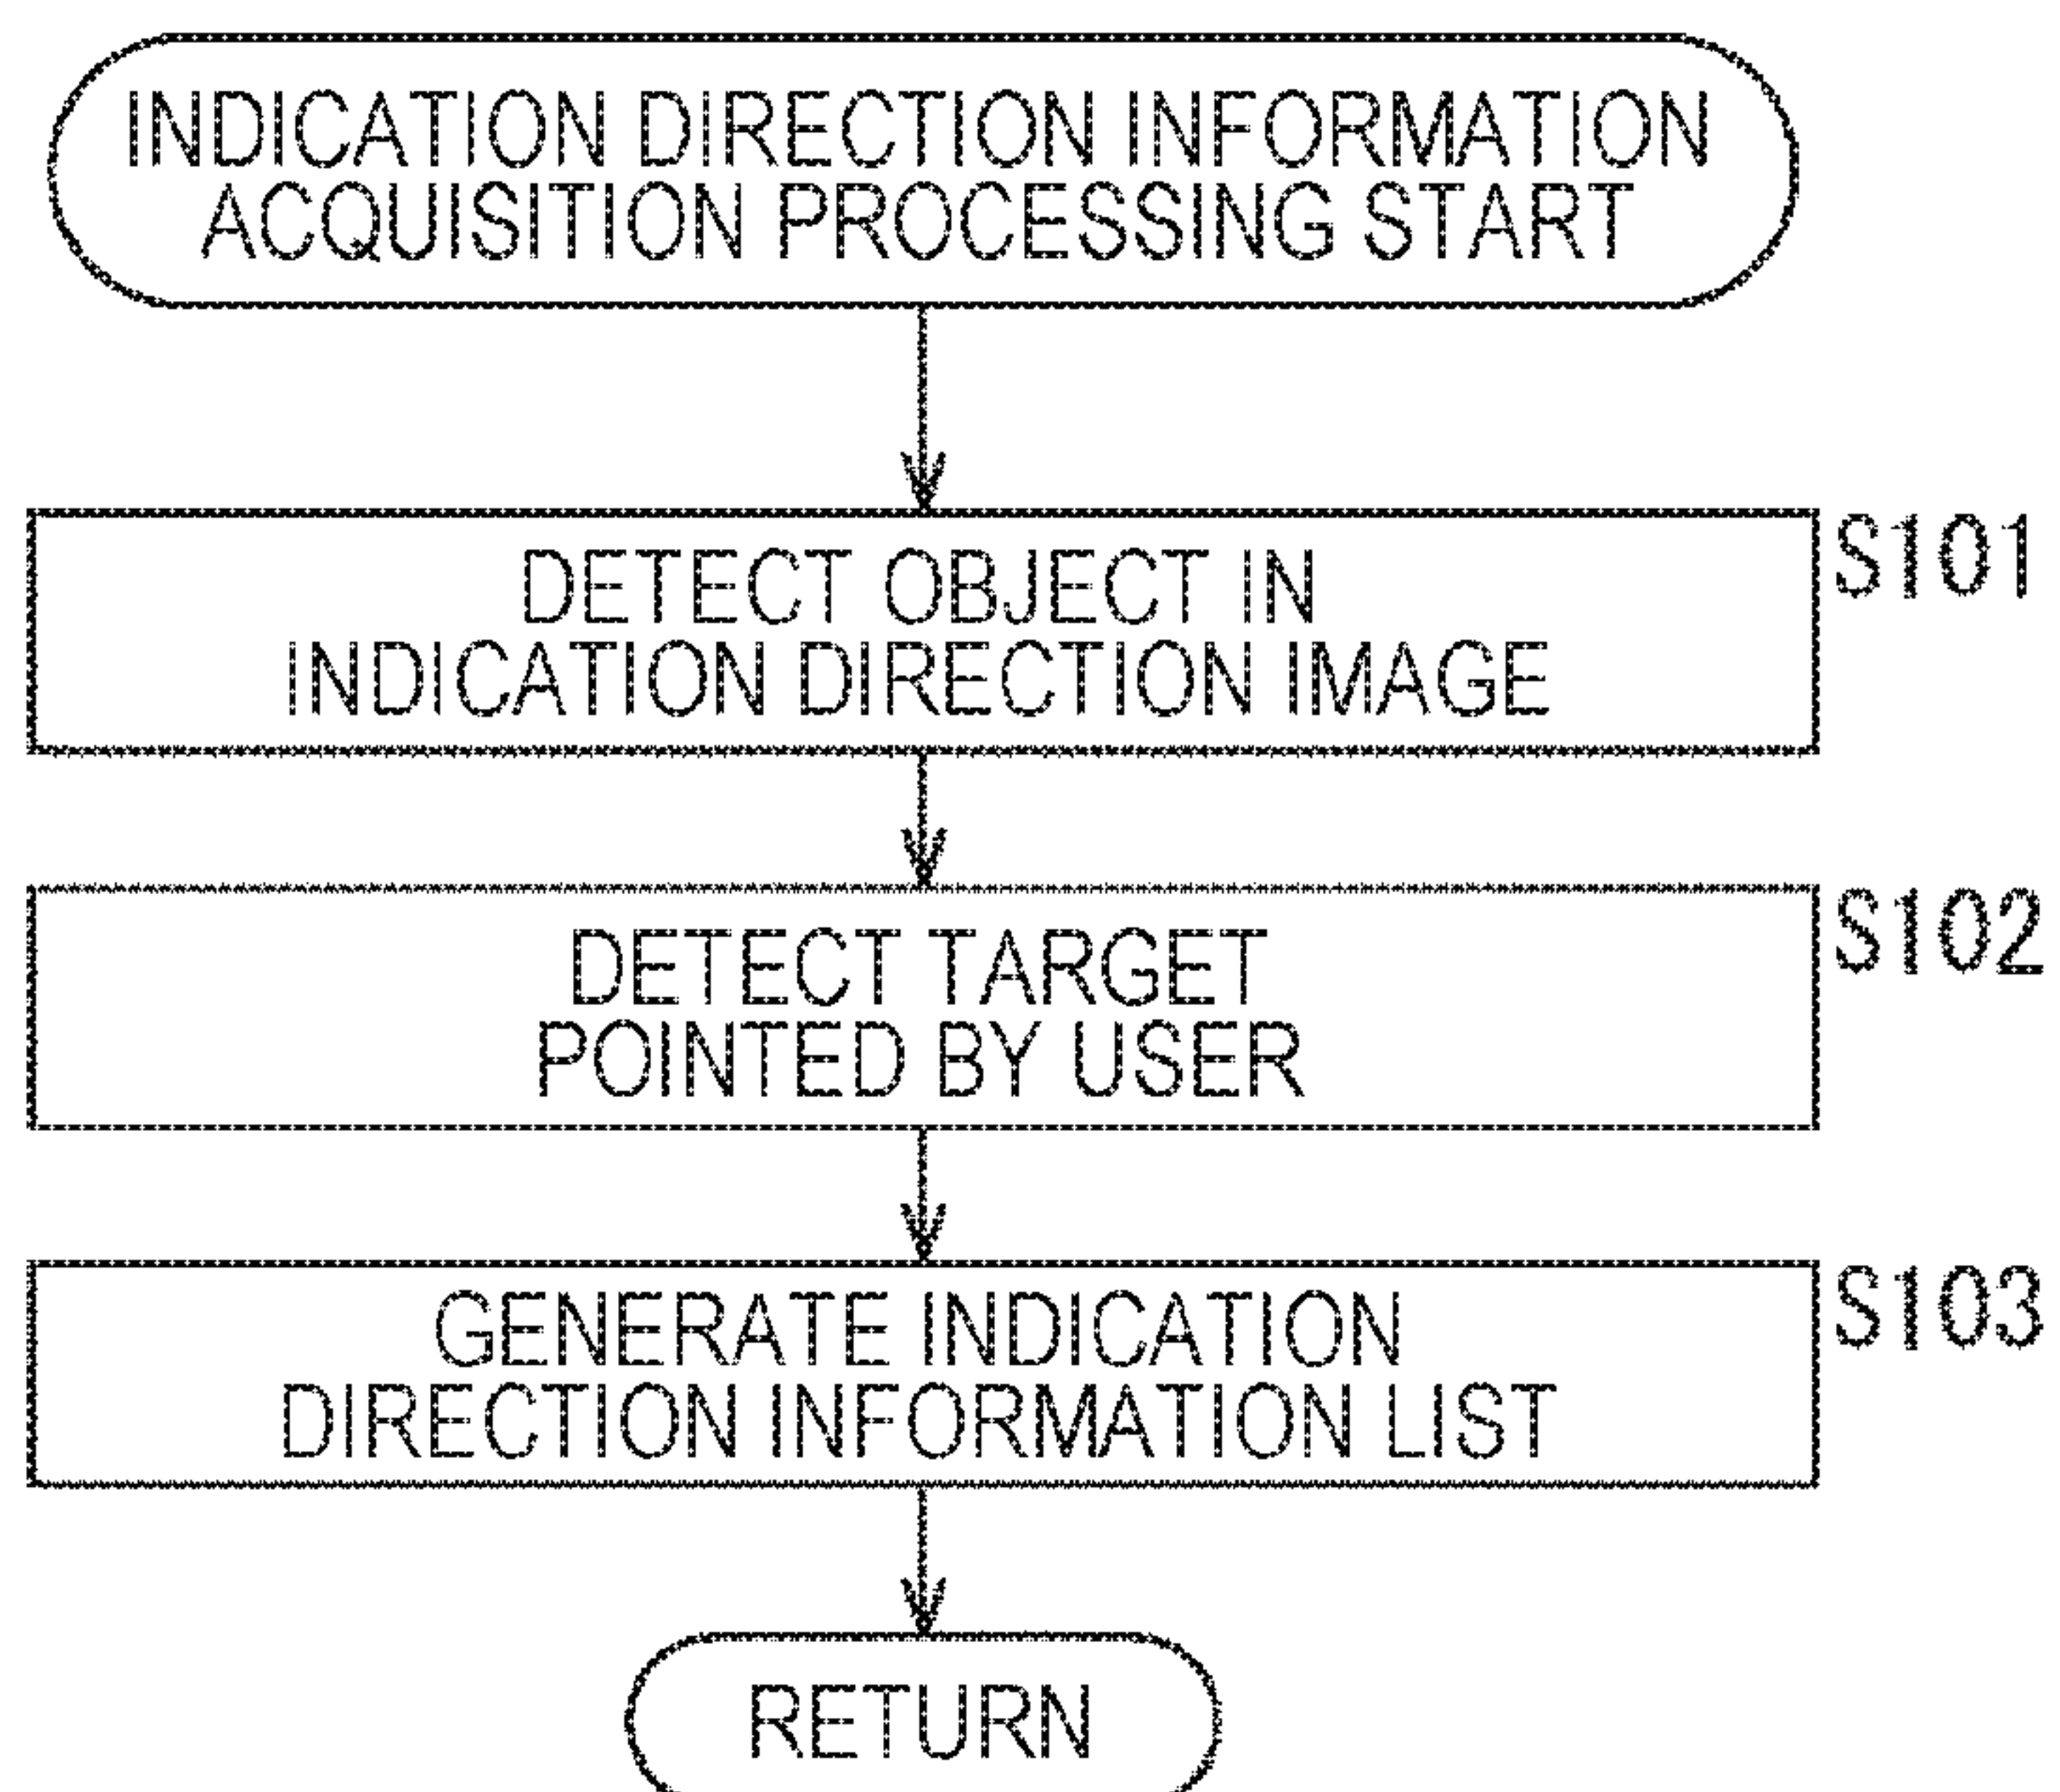 INDICATION DIRECTION INFORMATION
ACQUISITION PROCESSING START
DETECT OBJECT IN
INDICATION DIRECTION IMAGE
S101
DETECT TARGET
POINTED BY USER
S102
GENERATE INDICATION
DIRECTION INFORMATION LIST
S103
RETURN